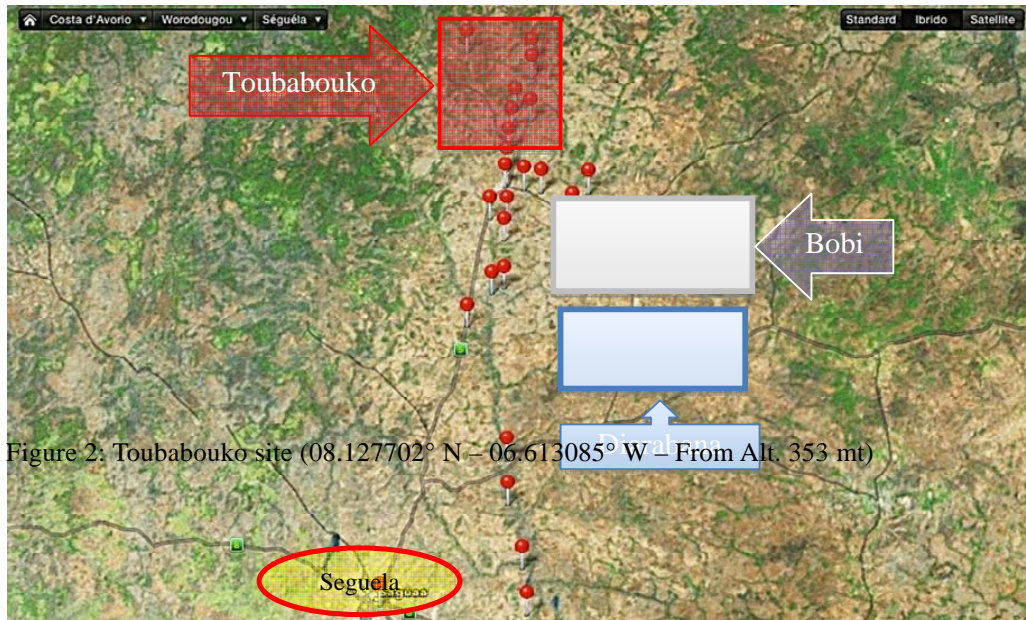 Costa d'Avorio ▾ Worodougou ▾ Séguéla ▾
Standard Ibrido Satellite
Toubabouko
Bobi
Diarabana
Figure 2: Toubabouko site (08.127702° N – 06.613085° W – From Alt. 353 mt)
Seguela